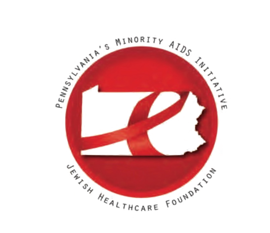 Pennsylvania's Minority AIDS Initiative
Jewish Healthcare Foundation